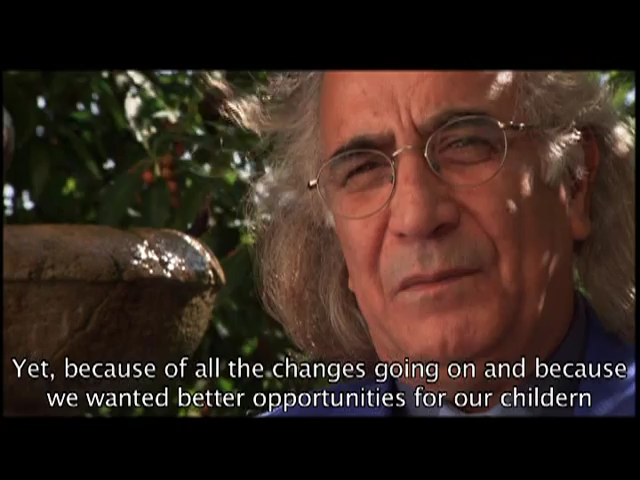 Yet, because of all the changes going on and because
we wanted better opportunities for our childern